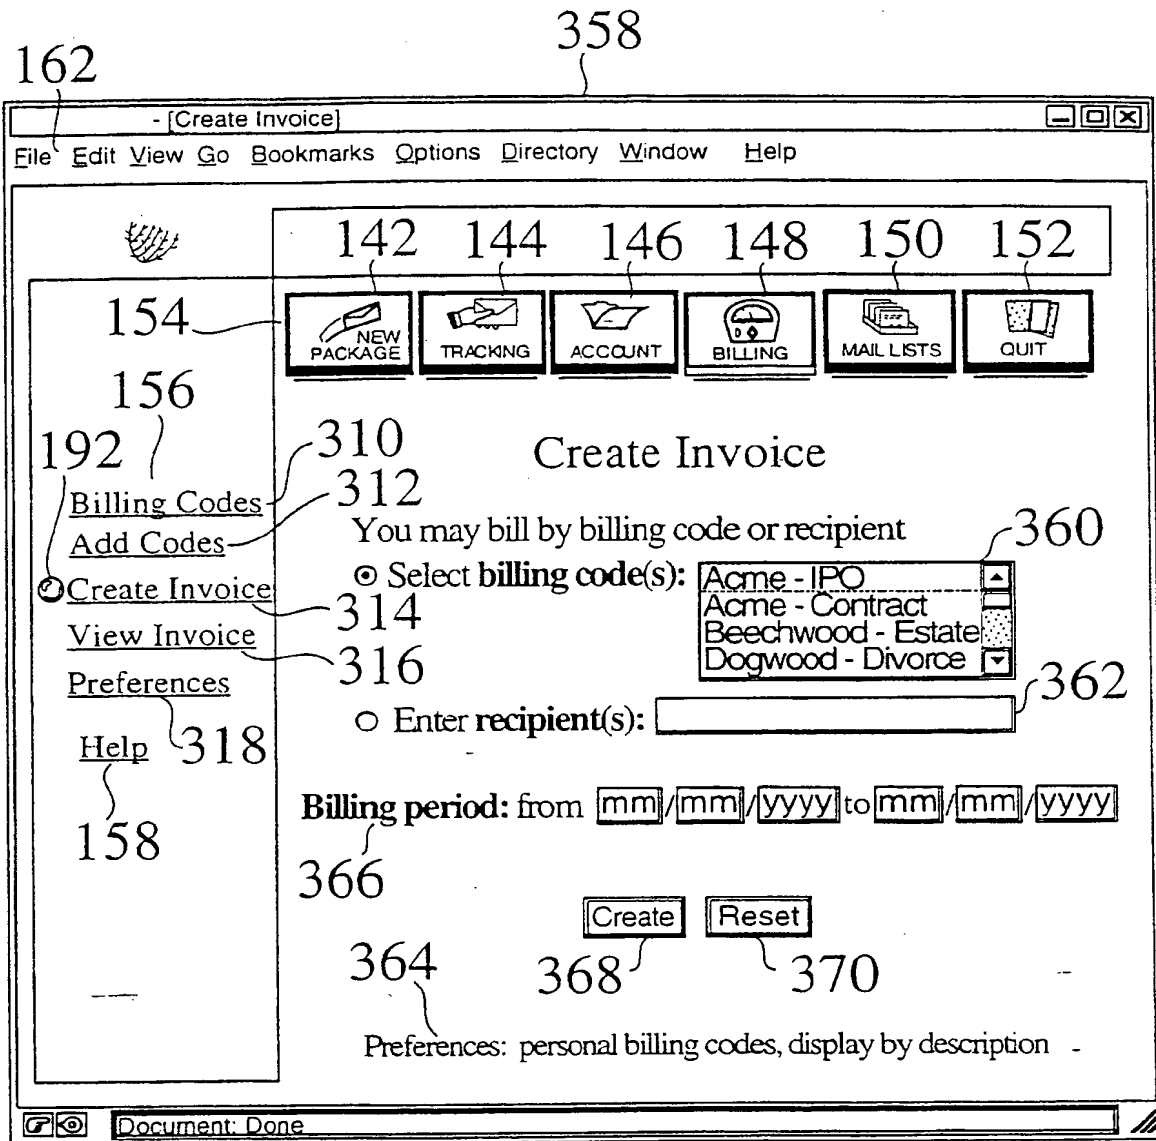 358
162
- [Create Invoice]
File Edit View Go Bookmarks Options Directory Window Help
142 144 146 148 150 152
154
NEW PACKAGE
TRACKING
ACCOUNT
BILLING
MAIL LISTS
QUIT
156
192
310
Create Invoice
Billing Codes
312
Add Codes
You may bill by billing code or recipient
360
Select billing code(s):
Acme - IPO
Acme - Contract
Beechwood - Estate
Dogwood - Divorce
Create Invoice
314
View Invoice
316
Preferences
362
Enter recipient(s):
Help
318
158
Billing period: from mm/mm/yyyy to mm/mm/yyyy
366
Create Reset
364
368
370
Preferences: personal billing codes, display by description
Document: Done